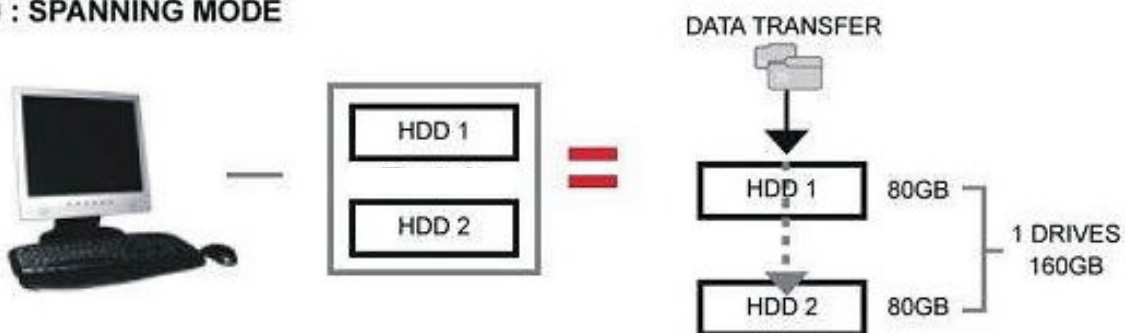 : SPANNING MODE
DATA TRANSFER
HDD 1
HDD 2
HDD 1
80GB
HDD 2
80GB
1 DRIVES
160GB